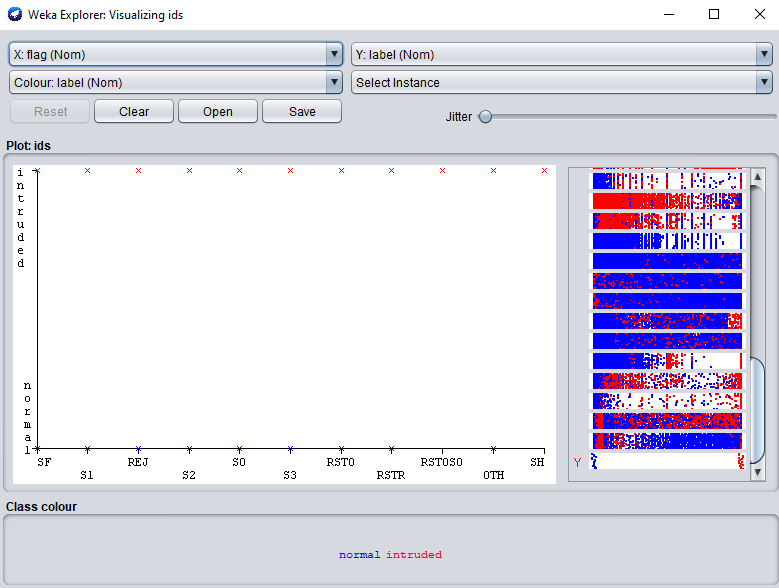 Weka Explorer: Visualizing ids
X: flag (Nom)
Y: label (Nom)
Colour: label (Nom)
Select Instance
Reset
Clear
Open
Save
Jitter
Plot: ids
intruded
normal
SF
S1
REJ
S2
S0
S3
RSTO
RSTR
RSTOS0
OTH
SH
Y
Class colour
normal intruded